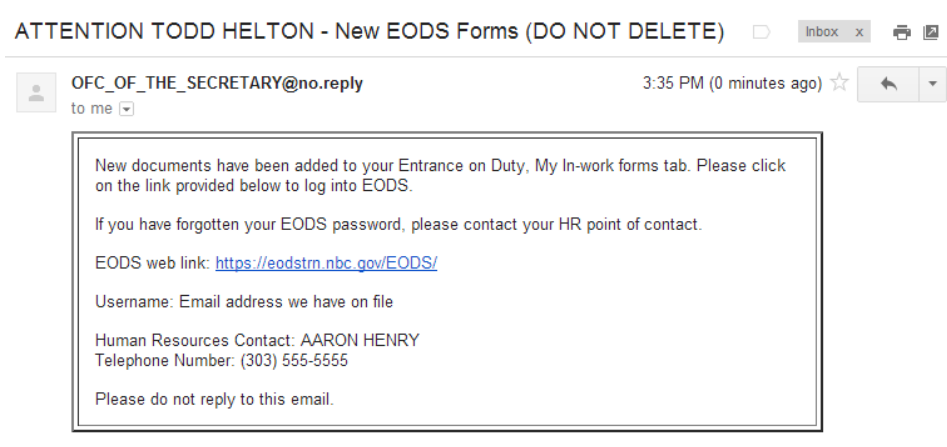 ATTENTION TODD HELTON - New EODS Forms (DO NOT DELETE)
Inbox x
OFC_OF_THE_SECRETARY@no.reply
3:35 PM (0 minutes ago)
to me
New documents have been added to your Entrance on Duty, My In-work forms tab. Please click
on the link provided below to log into EODS.
If you have forgotten your EODS password, please contact your HR point of contact.
EODS web link: https://eodstrn.nbc.gov/EODS/
Username: Email address we have on file
Human Resources Contact: AARON HENRY
Telephone Number: (303) 555-5555
Please do not reply to this email.